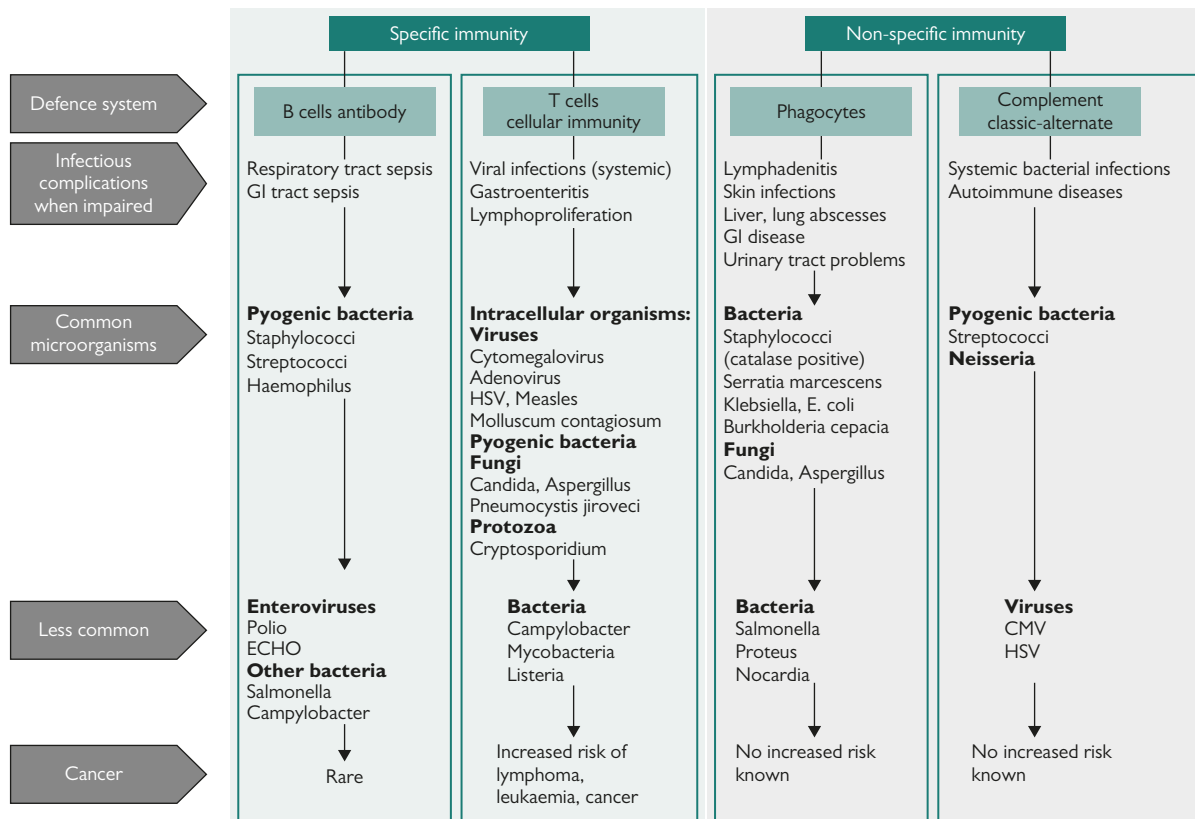 Specific immunity
Non-specific immunity
Defence system
B cells antibody
T cells
cellular immunity
Phagocytes
Complement
classic-alternate
Infectious
complications
when impaired
Respiratory tract sepsis
GI tract sepsis
Viral infections (systemic)
Gastroenteritis
Lymphoproliferation
Lymphadenitis
Skin infections
Liver, lung abscesses
GI disease
Urinary tract problems
Systemic bacterial infections
Autoimmune diseases
Common
microorganisms
Pyogenic bacteria
Staphylococci
Streptococci
Haemophilus
Intracellular organisms:
Viruses
Cytomegalovirus
Adenovirus
HSV, Measles
Molluscum contagiosum
Pyogenic bacteria
Fungi
Candida, Aspergillus
Pneumocystis jiroveci
Protozoa
Cryptosporidium
Bacteria
Staphylococci
(catalase positive)
Serratia marcescens
Klebsiella, E. coli
Burkholderia cepacia
Fungi
Candida, Aspergillus
Pyogenic bacteria
Streptococci
Neisseria
Less common
Enteroviruses
Polio
ECHO
Other bacteria
Salmonella
Campylobacter
Bacteria
Campylobacter
Mycobacteria
Listeria
Bacteria
Salmonella
Proteus
Nocardia
Viruses
CMV
HSV
Cancer
Rare
Increased risk of
lymphoma,
leukaemia, cancer
No increased risk
known
No increased risk
known